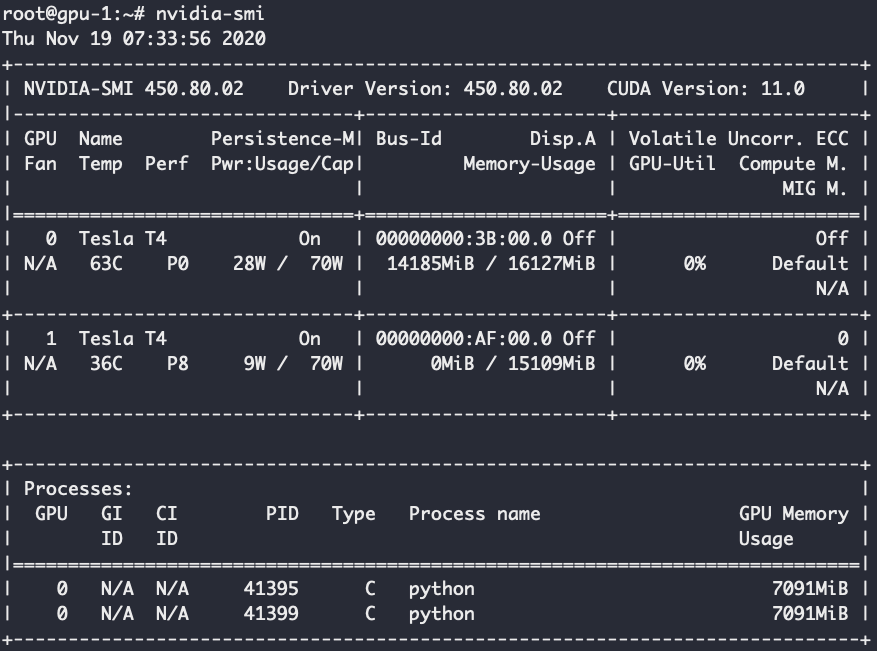 root@gpu-1:~# nvidia-smi
Thu Nov 19 07:33:56 2020
+-----------------------------------------------------------------------------+
| NVIDIA-SMI 450.80.02    Driver Version: 450.80.02    CUDA Version: 11.0     |
|-------------------------------+----------------------+----------------------+
| GPU  Name        Persistence-M| Bus-Id        Disp.A | Volatile Uncorr. ECC |
| Fan  Temp  Perf  Pwr:Usage/Cap|         Memory-Usage | GPU-Util  Compute M. |
|                               |                      |               MIG M. |
|===============================+======================+======================|
|   0  Tesla T4            On   | 00000000:3B:00.0 Off |                  Off |
| N/A   63C    P0    28W /  70W |  14185MiB / 16127MiB |      0%      Default |
|                               |                      |                  N/A |
+-------------------------------+----------------------+----------------------+
|   1  Tesla T4            On   | 00000000:AF:00.0 Off |                    0 |
| N/A   36C    P8     9W /  70W |      0MiB / 15109MiB |      0%      Default |
|                               |                      |                  N/A |
+-------------------------------+----------------------+----------------------+

+-----------------------------------------------------------------------------+
| Processes:                                                                  |
|  GPU   GI   CI        PID   Type   Process name                  GPU Memory |
|        ID   ID                                                   Usage      |
|=============================================================================|
|    0   N/A  N/A     41395      C   python                           7091MiB |
|    0   N/A  N/A     41399      C   python                           7091MiB |
+-----------------------------------------------------------------------------+